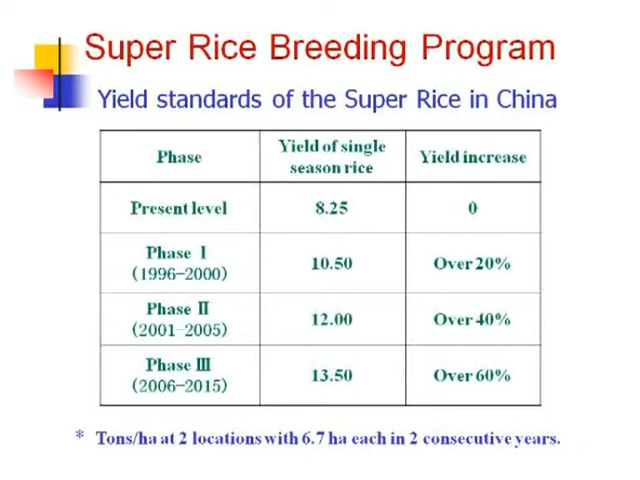 Super Rice Breeding Program
Yield standards of the Super Rice in China
Phase
Yield of single
season rice
Yield increase
Present level
8.25
0
Phase Ⅰ
(1996-2000)
10.50
Over 20%
Phase Ⅱ
(2001-2005)
12.00
Over 40%
Phase Ⅲ
(2006-2015)
13.50
Over 60%
* Tons/ha at 2 locations with 6.7 ha each in 2 consecutive years.